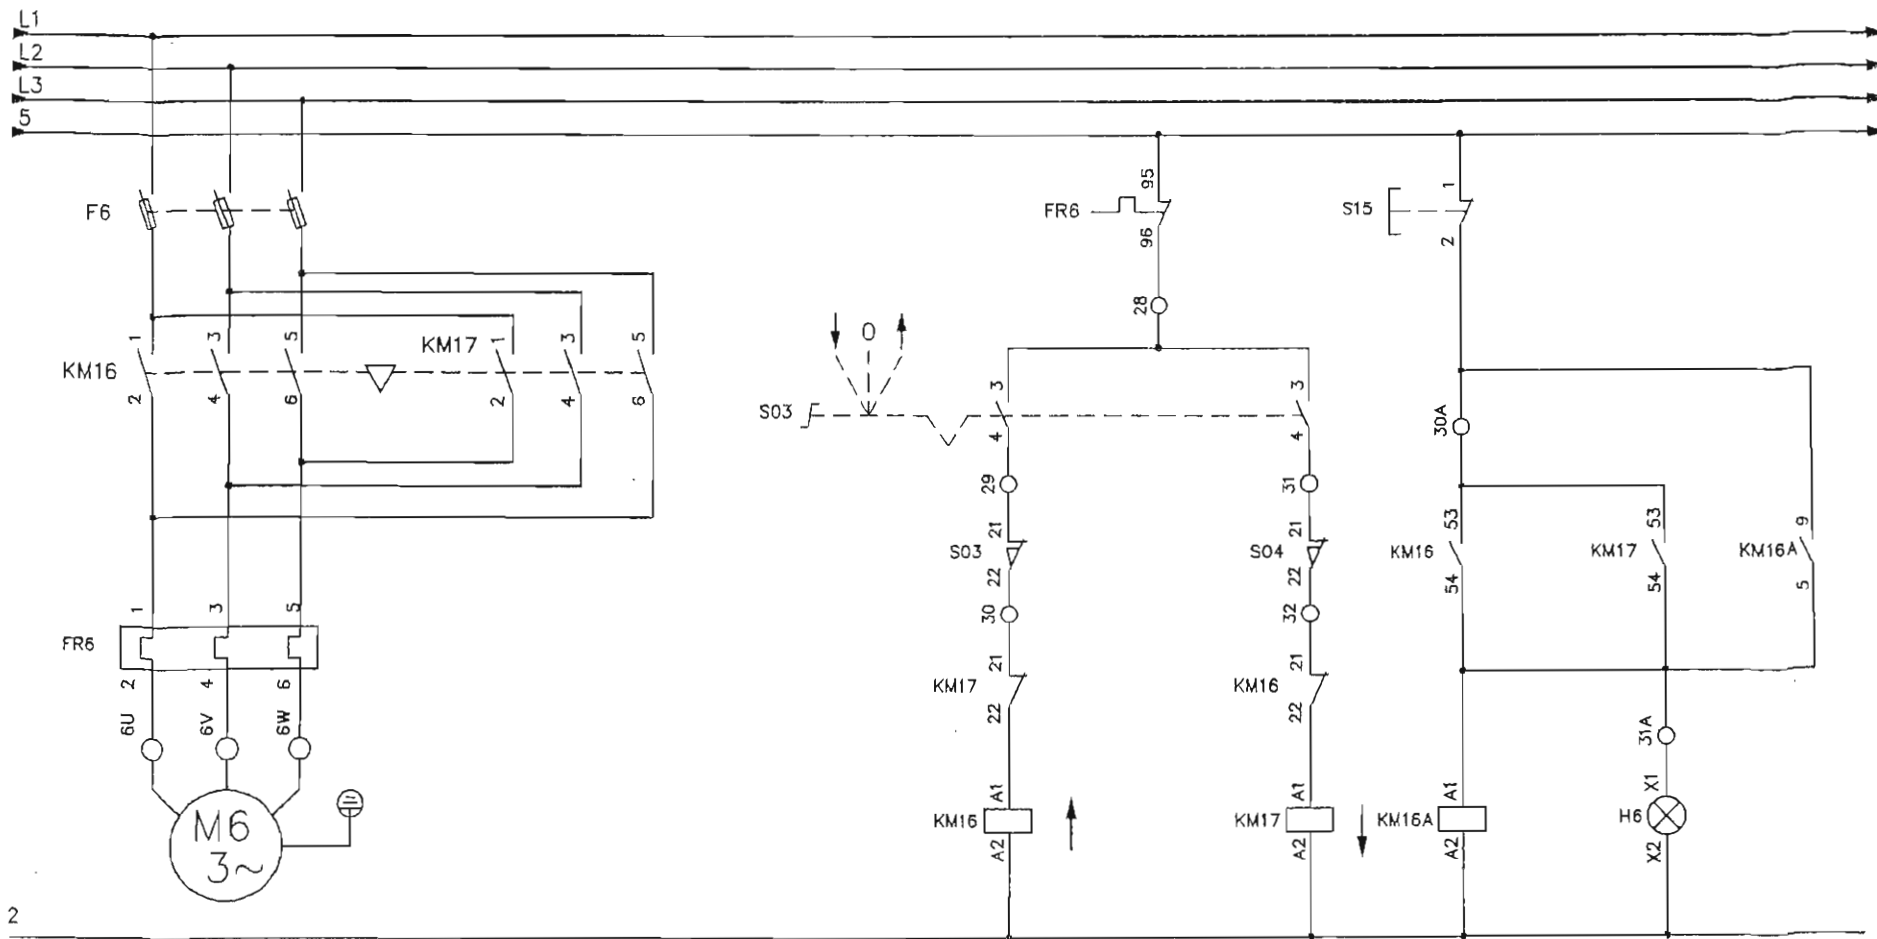 L1
L2
L3
5
F6
KM16
1
3
5
2
4
6
KM17
1
3
5
2
4
6
FR6
1
3
5
2
4
6
6U
6V
6W
M6
3~
FR6
95
96
28
S03
0
3
4
3
4
29
31
S03
21
22
S04
21
22
30
32
KM17
21
22
KM16
21
22
KM16
A1
A2
KM17
A1
A2
S15
1
2
30A
KM16
53
54
KM17
53
54
KM16A
9
5
31A
KM16A
A1
A2
H6
X1
X2
2